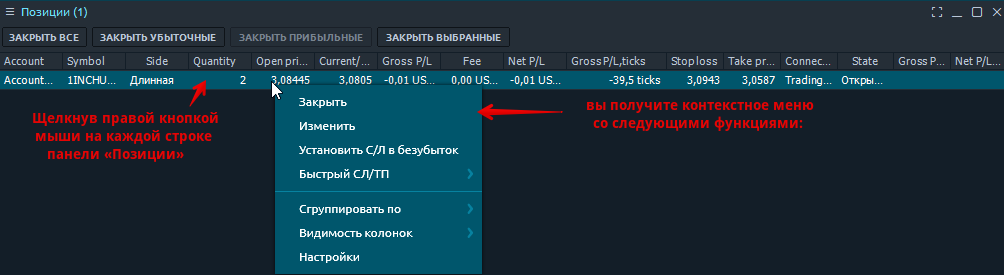 Позиции (1)
ЗАКРЫТЬ ВСЕ ЗАКРЫТЬ УБЫТОЧНЫЕ ЗАКРЫТЬ ПРИБЫЛЬНЫЕ ЗАКРЫТЬ ВЫБРАННЫЕ
Account Symbol Side Quantity Open pri... Current/... Gross P/L Fee Net P/L Gross P/L,ticks Stop loss Take pr... Connec... State Gross P... Net P/L...
Account... 1INCHU... Длинная 2 3,08445 3,0805 -0,01 US... 0,00 US... -0,01 US... -39,5 ticks 3,0943 3,0587 Trading... Откры...
Щелкнув правой кнопкой
мыши на каждой строке
панели «Позиции»
Закрыть
Изменить
Установить С/Л в безубыток
Быстрый СЛ/ТП
Сгруппировать по
Видимость колонок
Настройки
вы получите контекстное меню
со следующими функциями: